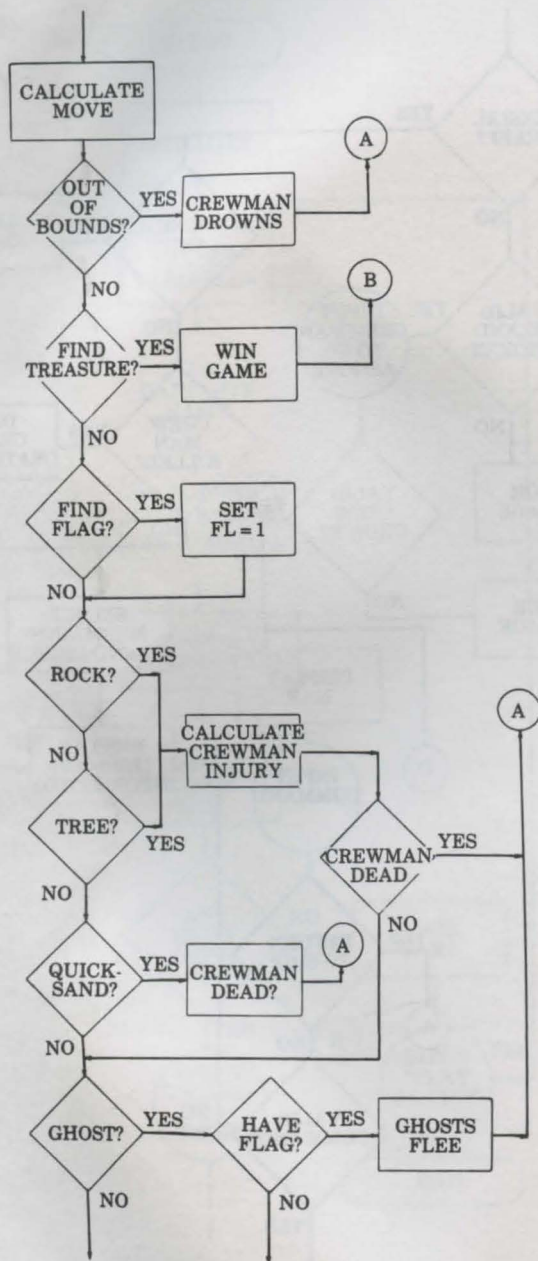 CALCULATE
MOVE
OUT
OF
BOUNDS?
YES
CREWMAN
DROWNS
A
NO
FIND
TREASURE?
YES
WIN
GAME
B
NO
FIND
FLAG?
YES
SET
FL = 1
NO
ROCK?
YES
CALCULATE
CREWMAN
INJURY
A
NO
TREE?
YES
CREWMAN
DEAD
YES
NO
NO
QUICK-
SAND?
YES
CREWMAN
DEAD?
A
NO
GHOST?
YES
HAVE
FLAG?
YES
GHOSTS
FLEE
NO
NO